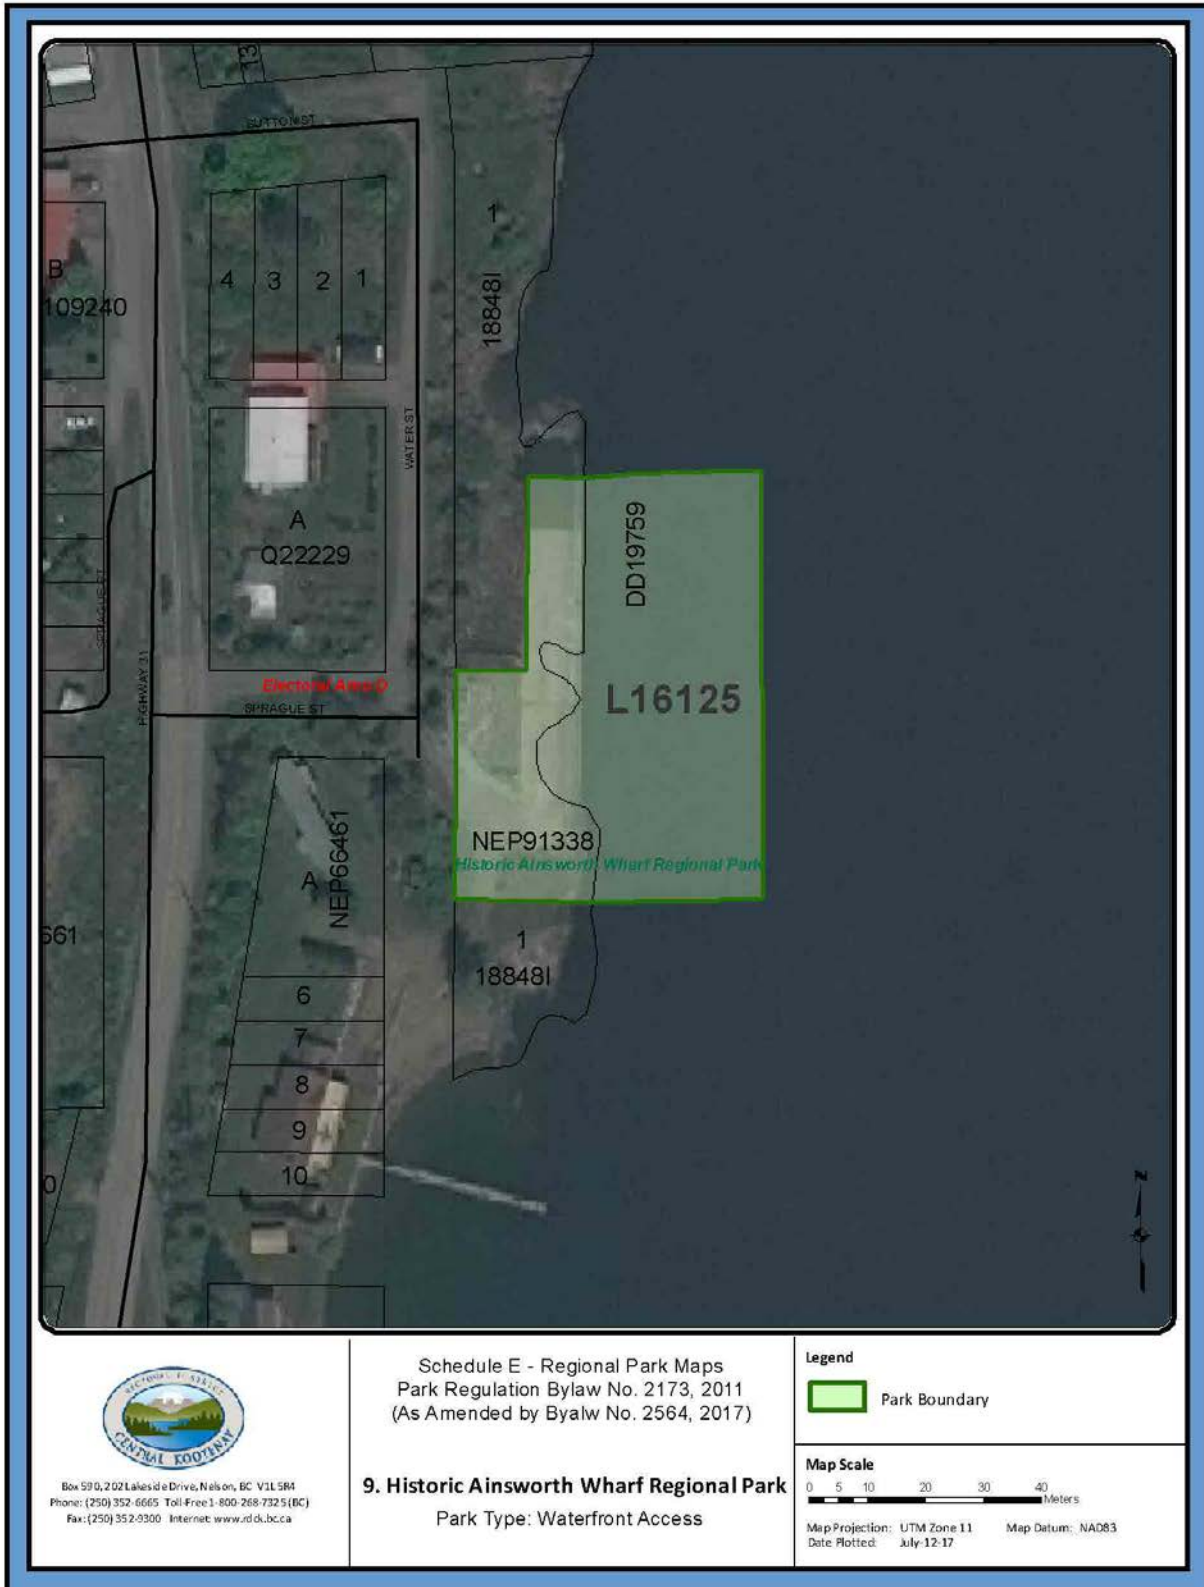 13
SUTTON ST
B
109240
4
3
2
1
1
18848I
WATER ST
A
Q22229
SPRAGUE ST
HIGHWAY 31
Electoral Area D
SPRAGUE ST
DD19759
L16125
NEP91338
Historic Ainsworth Wharf Regional Park
A
NEP66461
661
1
18848I
6
7
8
9
10
0
N
REGIONAL DISTRICT
CENTRAL KOOTENAY
Box 590, 202 Lakeside Drive, Nelson, BC V1L 5R4
Phone: (250) 352-6665 Toll-Free 1-800-268-7325 (BC)
Fax: (250) 352-9300 Internet: www.rdck.bc.ca
Schedule E - Regional Park Maps
Park Regulation Bylaw No. 2173, 2011
(As Amended by Byalw No. 2564, 2017)
9. Historic Ainsworth Wharf Regional Park
Park Type: Waterfront Access
Legend
Park Boundary
Map Scale
0 5 10 20 30 40
Meters
Map Projection: UTM Zone 11 Map Datum: NAD83
Date Plotted: July-12-17